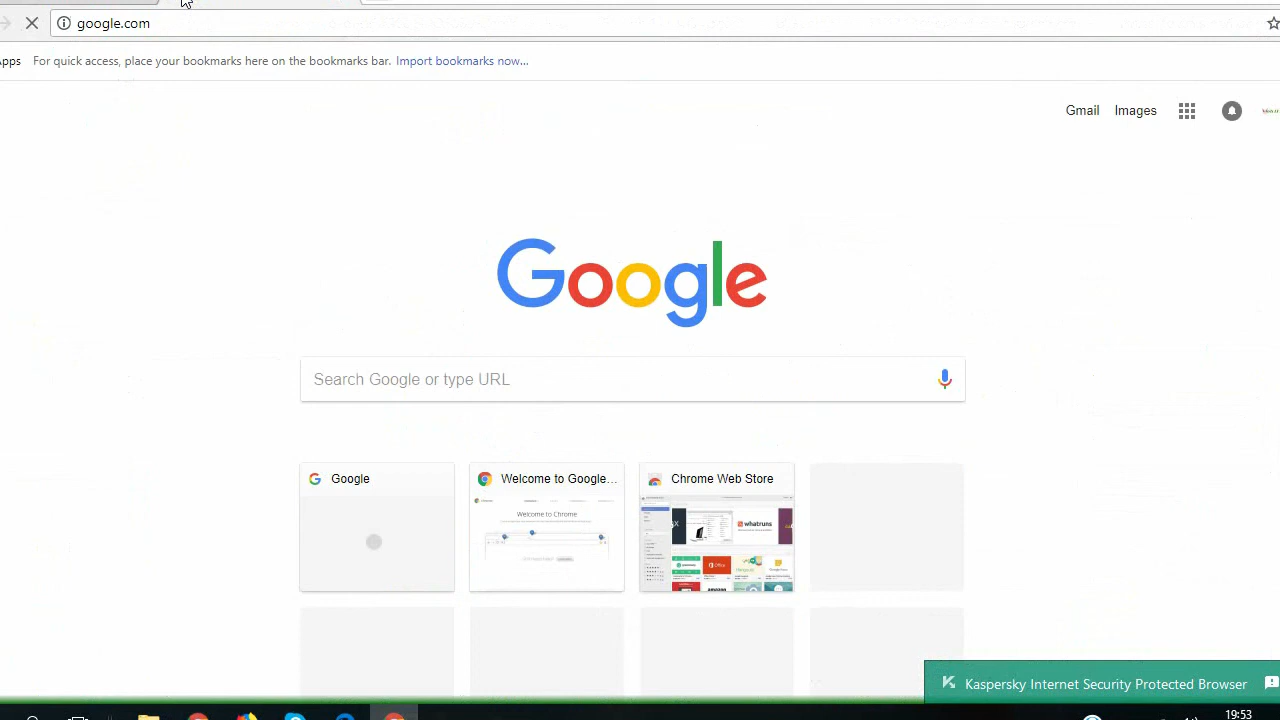 google.com
For quick access, place your bookmarks here on the bookmarks bar. Import bookmarks now...
Gmail Images
Google
Search Google or type URL
Google Welcome to Google... Chrome Web Store
Welcome to Chrome
whatruns
Office
amazon
Kaspersky Internet Security Protected Browser
19:53